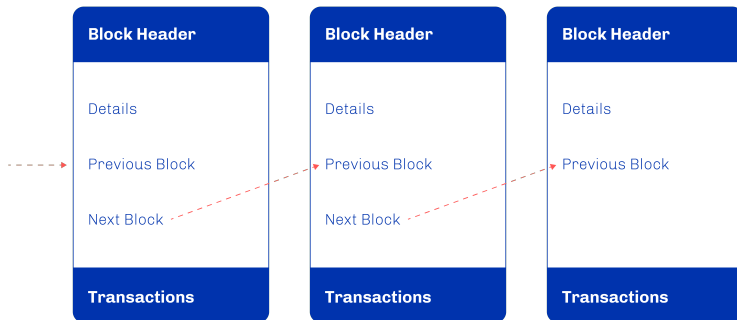 Block Header
Details
Previous Block
Next Block
Transactions
Block Header
Details
Previous Block
Next Block
Transactions
Block Header
Details
Previous Block
Transactions